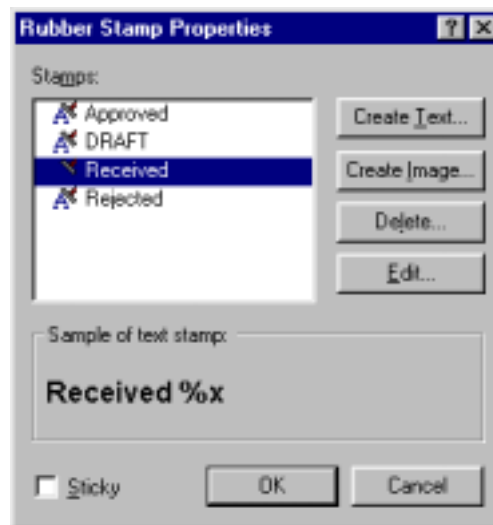 Rubber Stamp Properties
Stamps:
Approved
DRAFT
Received
Rejected
Create Text...
Create Image...
Delete...
Edit...
Sample of text stamp:
Received %x
Sticky
OK
Cancel